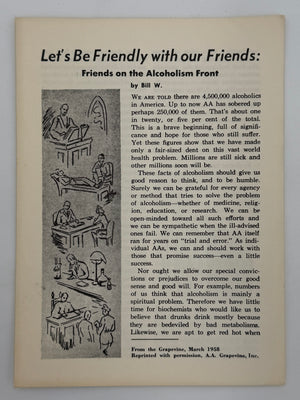 Let's Be Friendly with our Friends:
Friends on the Alcoholism Front
by Bill W.
WE ARE TOLD there are 4,500,000 alcoholics
in America. Up to now AA has sobered up
perhaps 250,000 of them. That's about one
in twenty, or five per cent of the total.
This is a brave beginning, full of signifi-
cance and hope for those who still suffer.
Yet these figures show that we have made
only a fair-sized dent on this vast world
health problem. Millions are still sick and
other millions soon will be.
These facts of alcoholism should give us
good reason to think, and to be humble.
Surely we can be grateful for every agency
or method that tries to solve the problem
of alcoholism—whether of medicine, relig-
ion, education, or research. We can be
open-minded toward all such efforts and
we can be sympathetic when the ill-advised
ones fail. We can remember that AA itself
ran for years on "trial and error." As indi-
vidual AAs, we can and should work with
those that promise success—even a little
success.
Nor ought we allow our special convic-
tions or prejudices to overcome our good
sense and good will. For example, numbers
of us think that alcoholism is mainly a
spiritual problem. Therefore we have little
time for biochemists who would like us to
believe that drunks drink mostly because
they are bedeviled by bad metabolisms.
Likewise, we are apt to get red hot when
From the Grapevine, March 1958
Reprinted with permission, A.A. Grapevine, Inc.